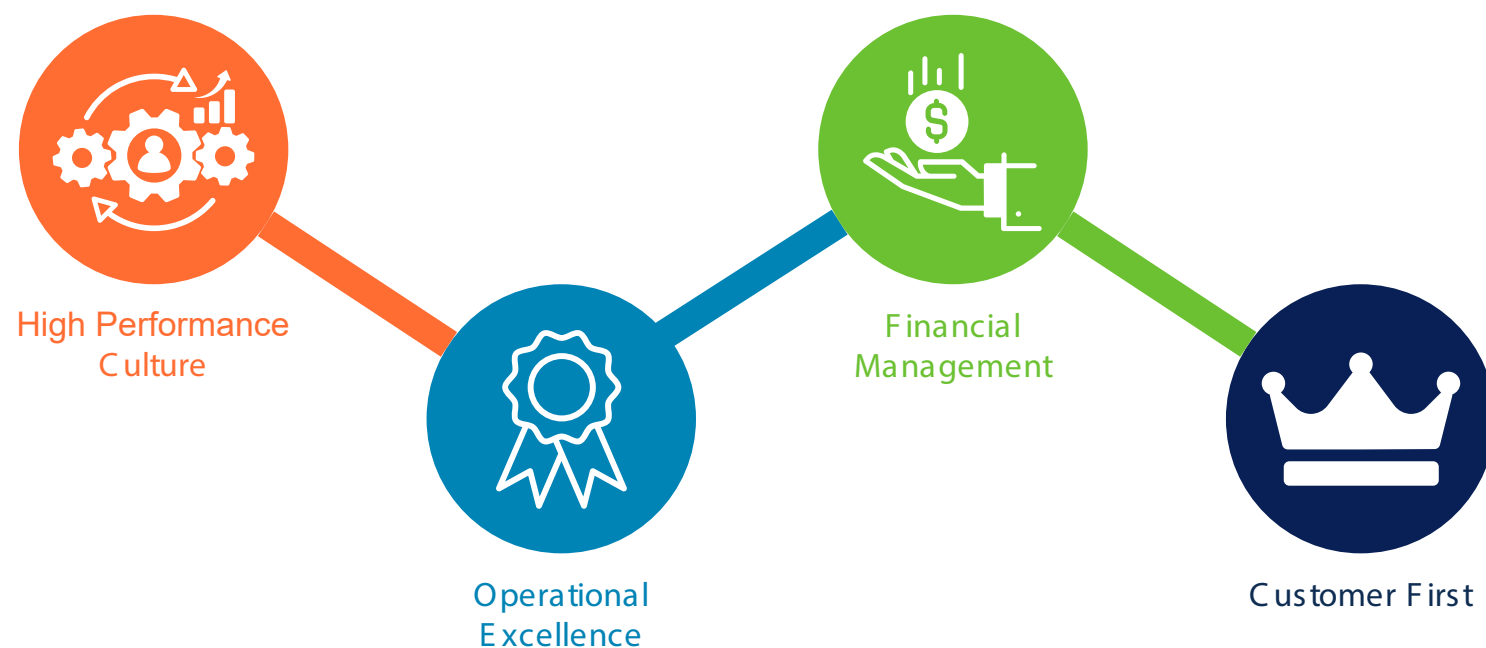 High Performance
Culture
Operational
Excellence
$
Financial
Management
Customer First